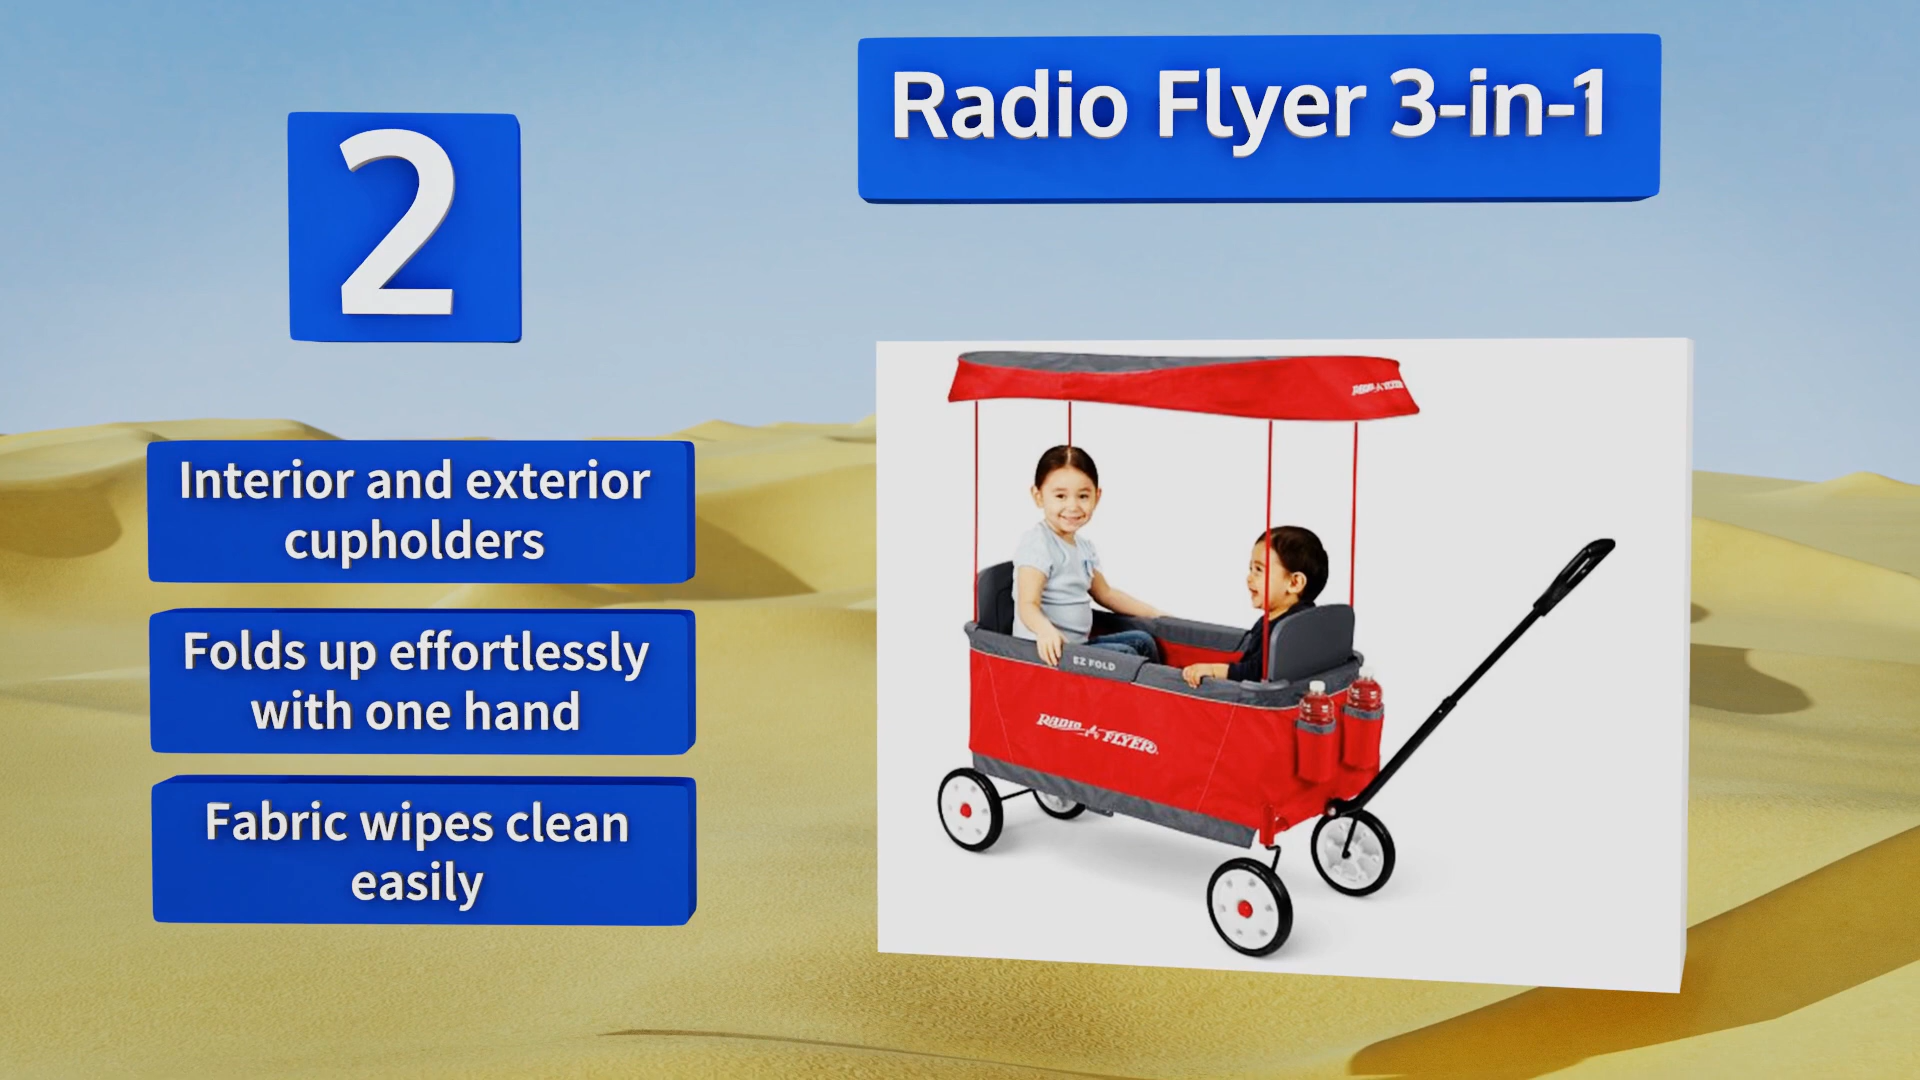 2
Radio Flyer 3-in-1
Interior and exterior
cupholders
Folds up effortlessly
with one hand
Fabric wipes clean
easily
EZ FOLD
RADIO FLYER